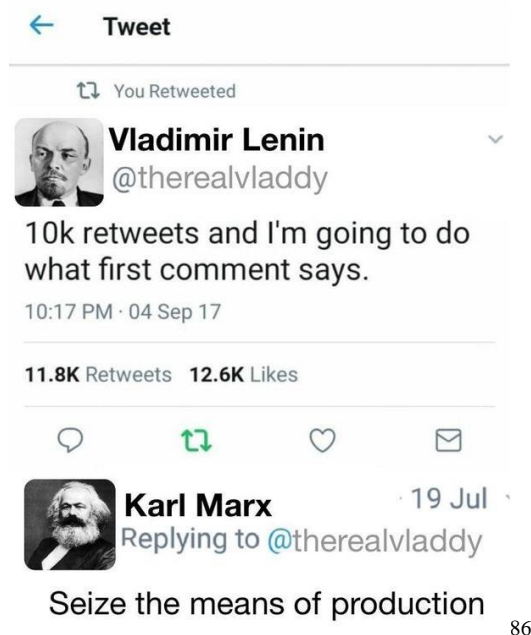 Tweet
You Retweeted
Vladimir Lenin
@therealvladdy
10k retweets and I'm going to do
what first comment says.
10:17 PM · 04 Sep 17
11.8K Retweets 12.6K Likes
Karl Marx · 19 Jul
Replying to @therealvladdy
Seize the means of production
86